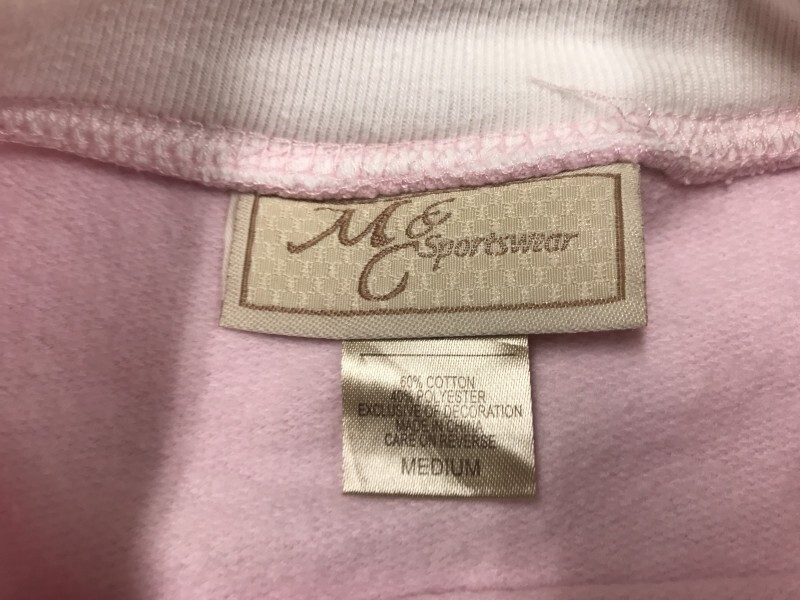 M&C Sportswear
60% COTTON
40% POLYESTER
EXCLUSIVE OF DECORATION
MADE IN CHINA
CARE ON REVERSE
MEDIUM